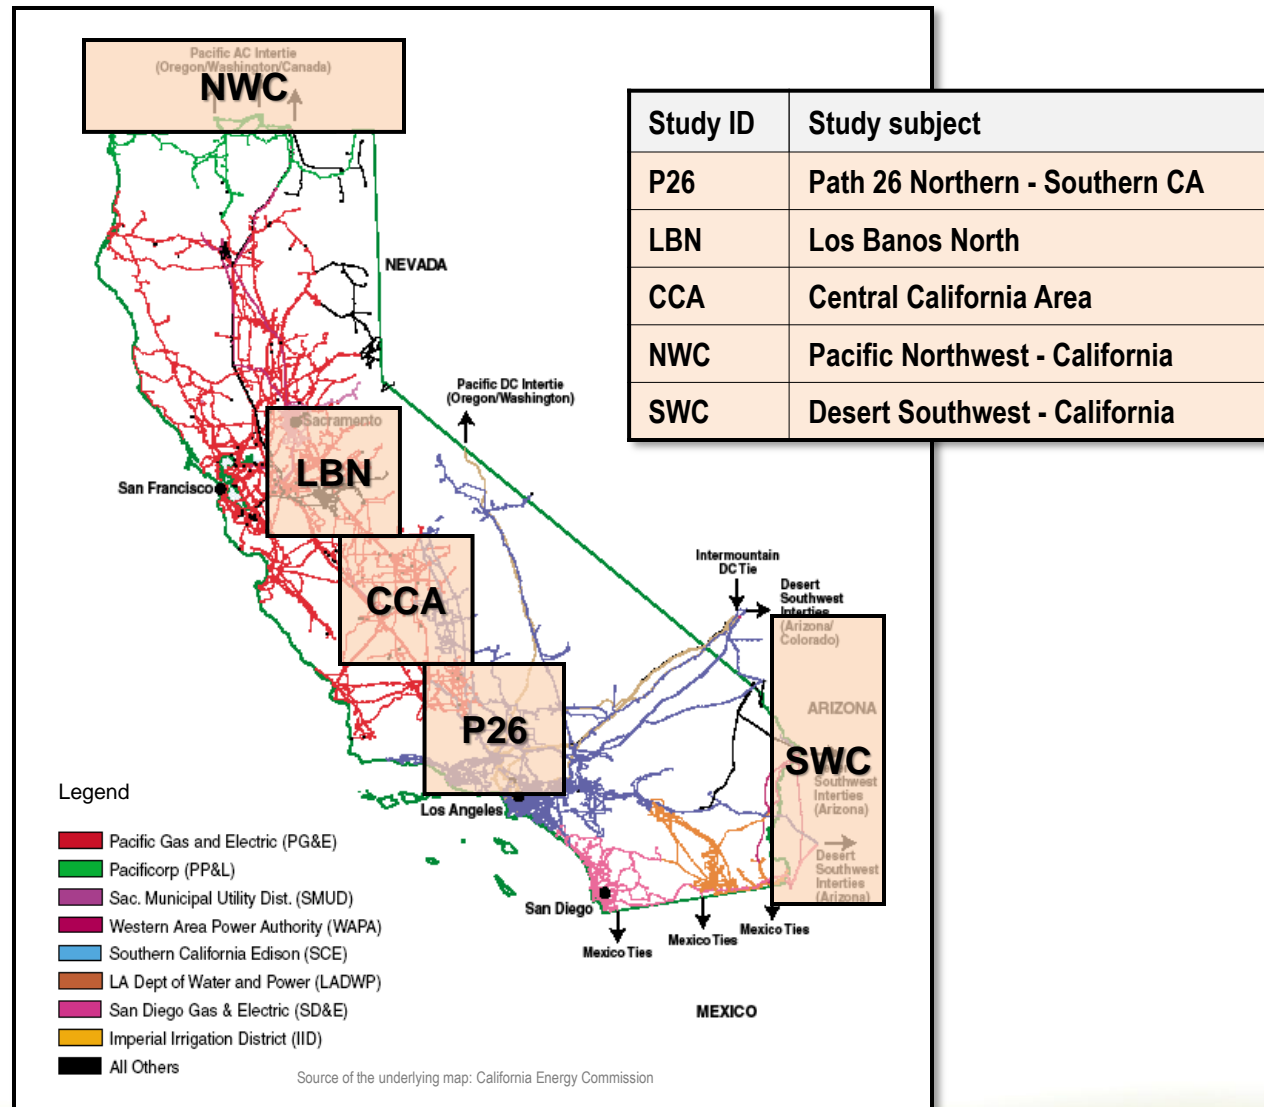 Pacific AC Intertie
(Oregon/Washington/Canada)
NWC
Study ID Study subject
P26 Path 26 Northern - Southern CA
LBN Los Banos North
CCA Central California Area
NWC Pacific Northwest - California
SWC Desert Southwest - California
NEVADA
Pacific DC Intertie
(Oregon/Washington)
Sacramento
LBN
San Francisco
Intermountain
DC Tie
Desert
Southwest
Interties
(Arizona/
Colorado)
CCA
ARIZONA
P26
SWC
Southwest
Interties
(Arizona)
Los Angeles
Desert
Southwest
Interties
(Arizona)
San Diego
Mexico Ties
Mexico Ties
Mexico Ties
MEXICO
Legend
Pacific Gas and Electric (PG&E)
Pacificorp (PP&L)
Sac. Municipal Utility Dist. (SMUD)
Western Area Power Authority (WAPA)
Southern California Edison (SCE)
LA Dept of Water and Power (LADWP)
San Diego Gas & Electric (SD&E)
Imperial Irrigation District (IID)
All Others
Source of the underlying map: California Energy Commission